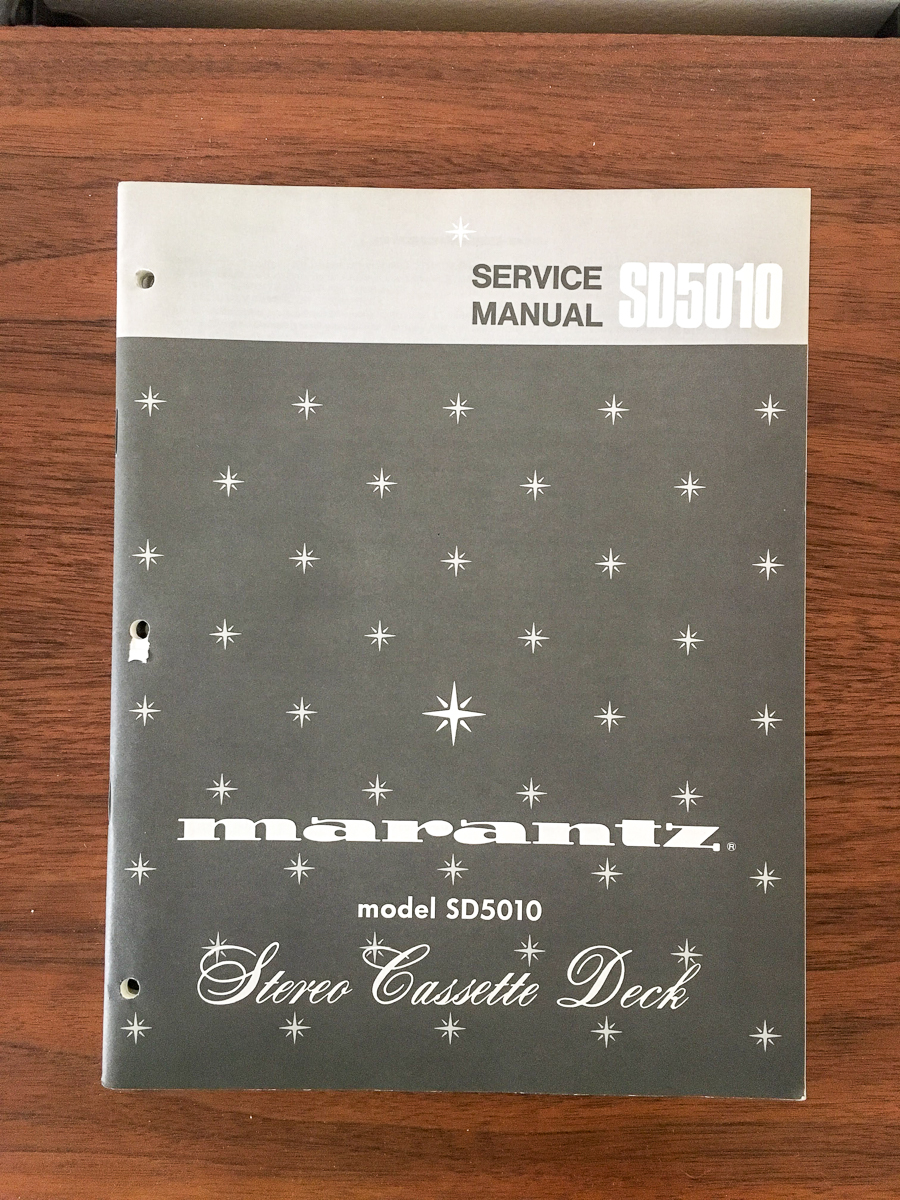 SERVICE
MANUAL SD5010
marantz®
model SD5010
Stereo Cassette Deck